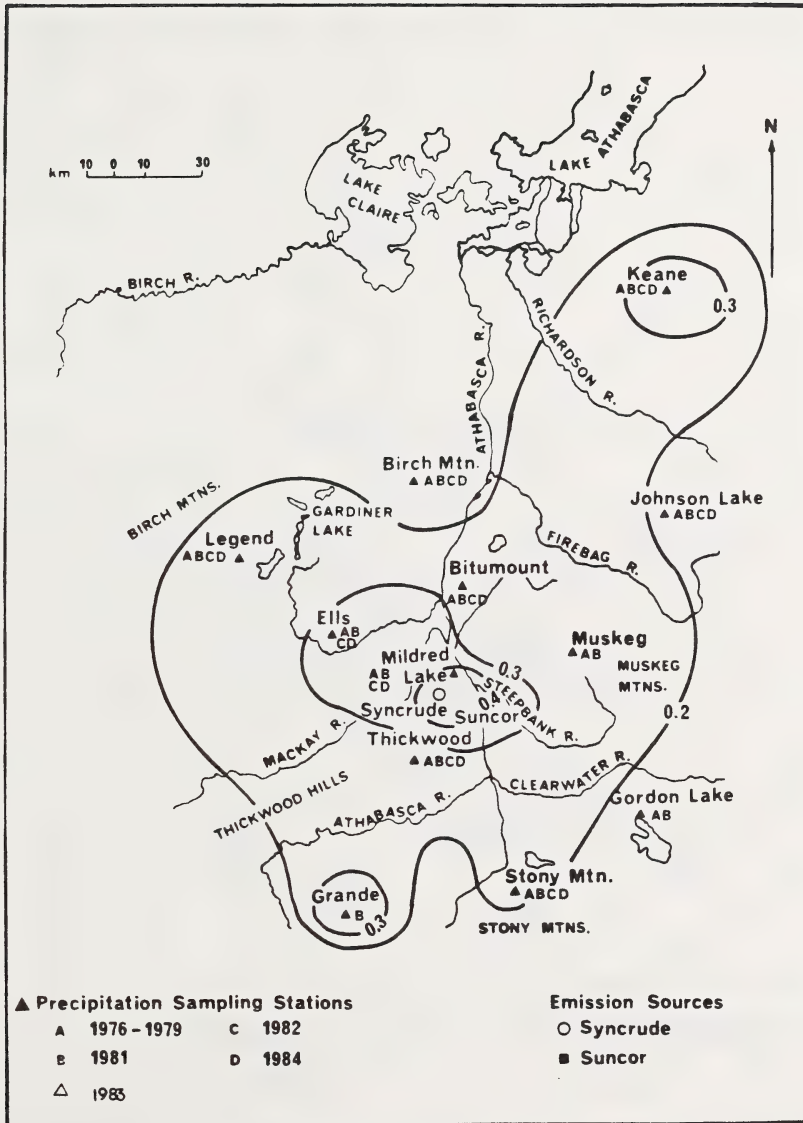 N
10 0 10 30
km
LAKE ATHABASCA
LAKE CLAIRE
BIRCH R.
Keane
ABCD
0.3
RICHARDSON R.
ATHABASCA R.
Birch Mtn.
ABCD
BIRCH MTNS.
GARDINER LAKE
Johnson Lake
ABCD
Legend
ABCD
FIREBAG R.
Bitumount
ABCD
Ells
AB
CD
Muskeg
AB
MUSKEG MTNS.
Mildred Lake
AB
CD
0.3
0.4
STEEPBANK R.
Syncrude
Suncor
0.2
MACKAY R.
Thickwood
ABCD
CLEARWATER R.
THICKWOOD HILLS
ATHABASCA R.
Gordon Lake
AB
Grande
B
0.3
Stony Mtn.
ABCD
STONY MTNS.
Precipitation Sampling Stations
A 1976-1979 C 1982
B 1981 D 1984
1983
Emission Sources
Syncrude
Suncor